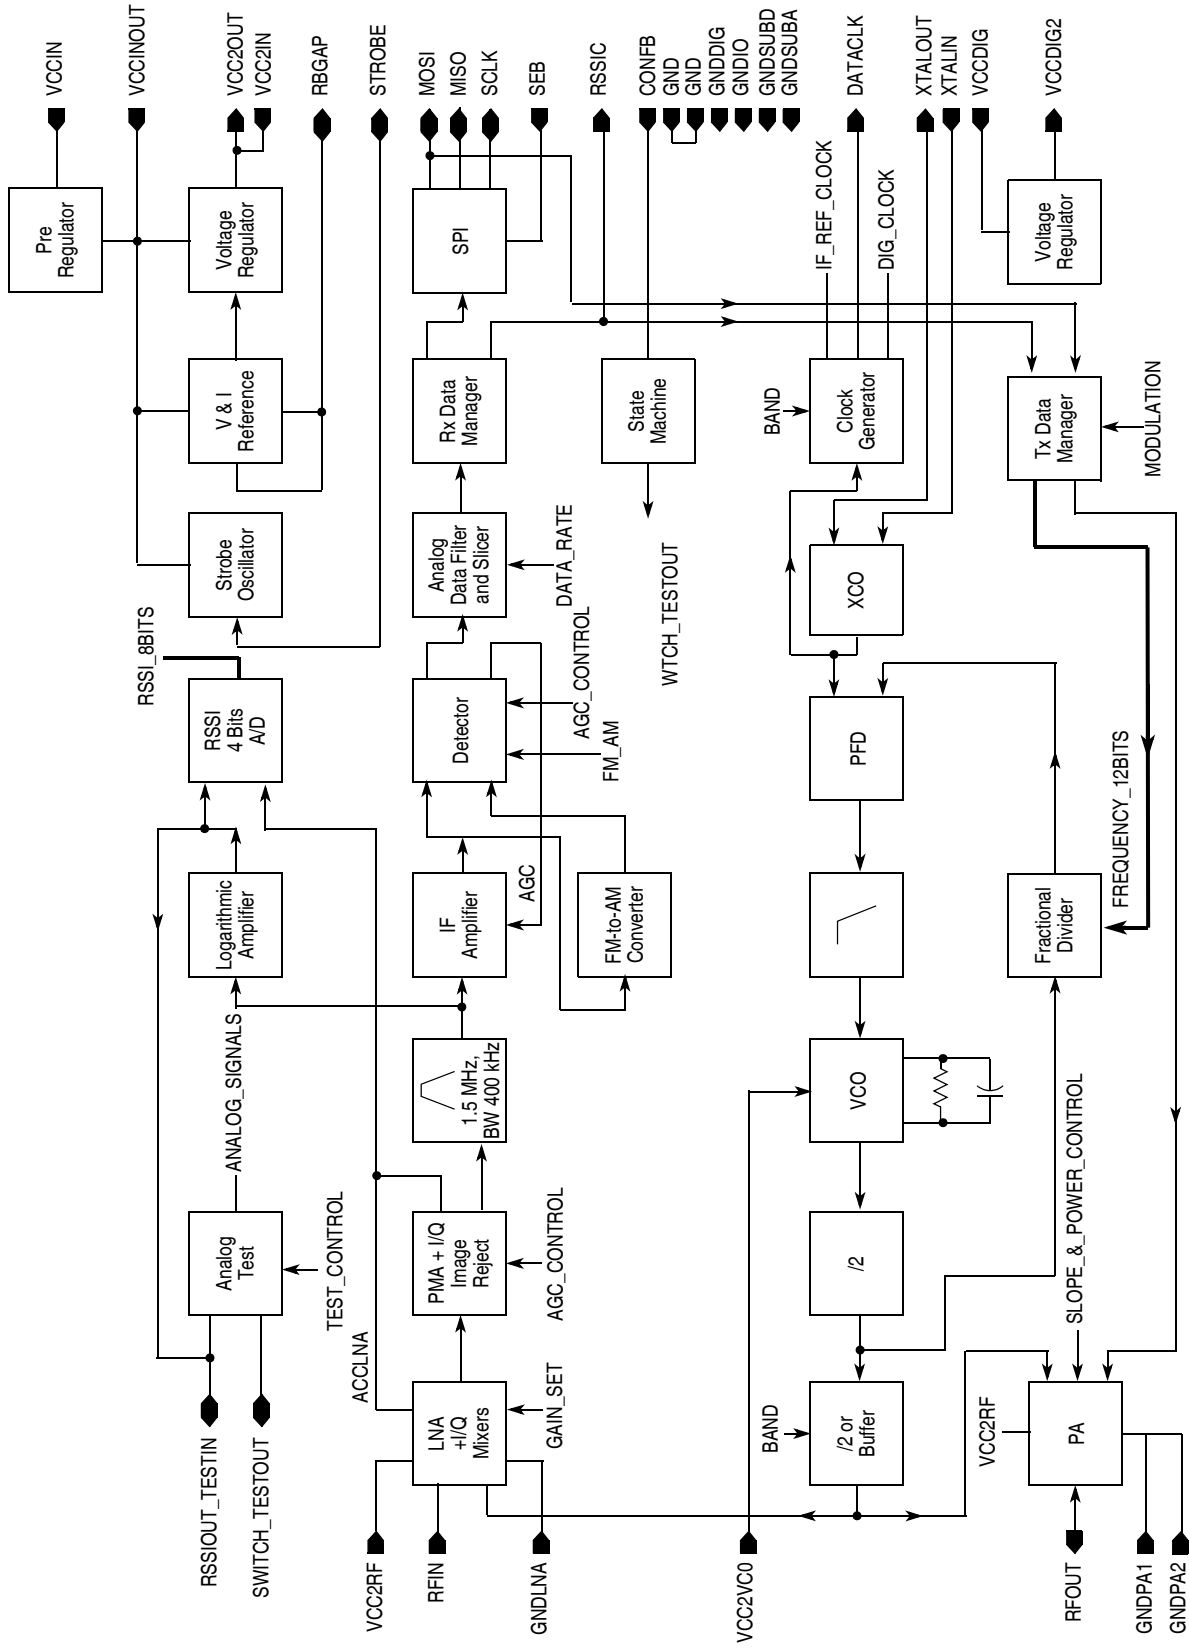 RSSIOUT_TESTIN
SWITCH_TESTOUT
Analog
Test
TEST_CONTROL
ANALOG_SIGNALS
Logarithmic
Amplifier
RSSI
4 Bits
A/D
RSSI_8BITS
Strobe
Oscillator
V & I
Reference
Voltage
Regulator
Pre
Regulator
VCCIN
VCCINOUT
VCC2OUT
VCC2IN
RBGAP
STROBE
VCC2RF
RFIN
GNDLNA
ACCLNA
LNA
+I/Q
Mixers
GAIN_SET
PMA + I/Q
Image
Reject
AGC_CONTROL
1.5 MHz,
BW 400 kHz
IF
Amplifier
AGC
FM-to-AM
Converter
Detector
FM_AM
AGC_CONTROL
Analog
Data Filter
and Slicer
DATA_RATE
Rx Data
Manager
SPI
MOSI
MISO
SCLK
SEB
RSSIC
State
Machine
WTCH_TESTOUT
CONFB
GND
GND
GNDDIG
GNDIO
GNDSUBD
GNDSUBA
VCC2VC0
BAND
/2 or
Buffer
/2
VCO
PFD
XCO
BAND
Clock
Generator
IF_REF_CLOCK
DIG_CLOCK
DATACLK
XTALOUT
XTALIN
VCCDIG
VCCDIG2
Voltage
Regulator
RFOUT
GNDPA1
GNDPA2
VCC2RF
PA
SLOPE_&_POWER_CONTROL
Fractional
Divider
FREQUENCY_12BITS
Tx Data
Manager
MODULATION